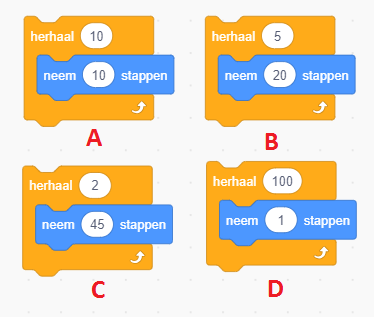 herhaal 10
neem 10 stappen
A
herhaal 5
neem 20 stappen
B
herhaal 2
neem 45 stappen
C
herhaal 100
neem 1 stappen
D